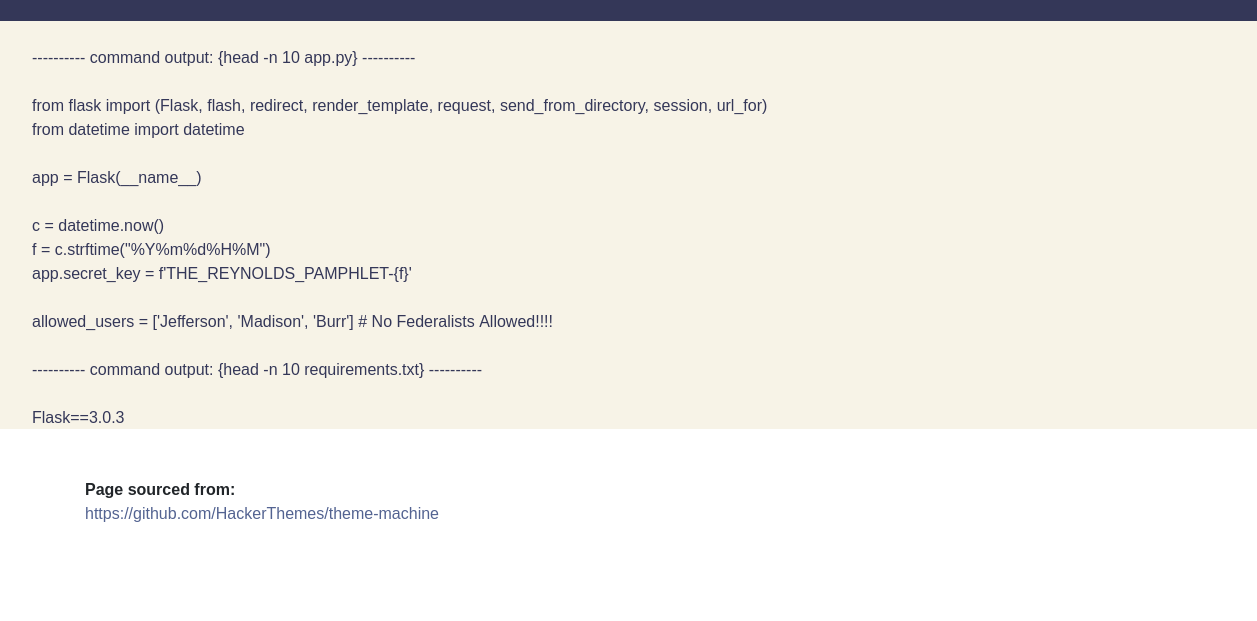 ---------- command output: {head -n 10 app.py} ----------
from flask import (Flask, flash, redirect, render_template, request, send_from_directory, session, url_for)
from datetime import datetime
app = Flask(__name__)
c = datetime.now()
f = c.strftime("%Y%m%d%H%M")
app.secret_key = f'THE_REYNOLDS_PAMPHLET-{f}'
allowed_users = ['Jefferson', 'Madison', 'Burr'] # No Federalists Allowed!!!!
---------- command output: {head -n 10 requirements.txt} ----------
Flask==3.0.3
Page sourced from:
https://github.com/HackerThemes/theme-machine